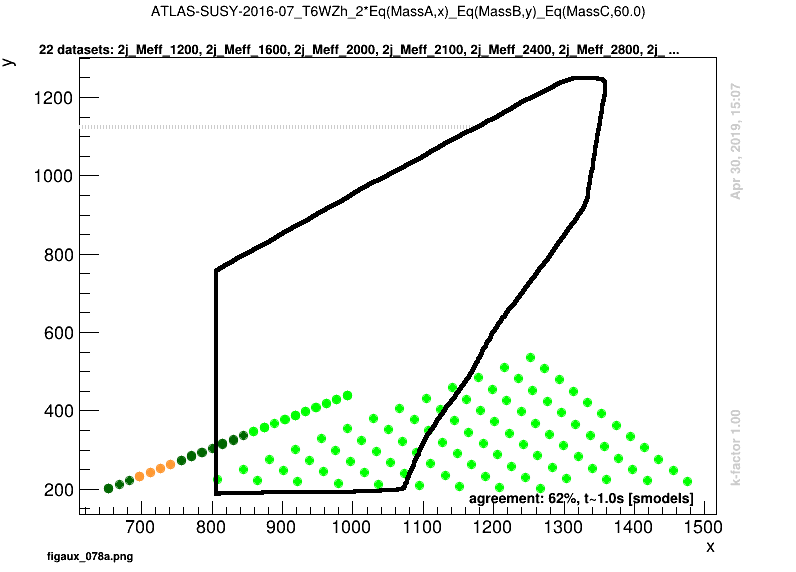 ATLAS-SUSY-2016-07_T6WZh_2*Eq(MassA,x)_Eq(MassB,y)_Eq(MassC,60.0)
22 datasets: 2j_Meff_1200, 2j_Meff_1600, 2j_Meff_2000, 2j_Meff_2100, 2j_Meff_2400, 2j_Meff_2800, 2j_ ...
y
1200
1000
800
600
400
200
Apr 30, 2019, 15:07
k-factor 1.00
agreement: 62%, t~1.0s [smodels]
700 800 900 1000 1100 1200 1300 1400 1500
x
figaux_078a.png